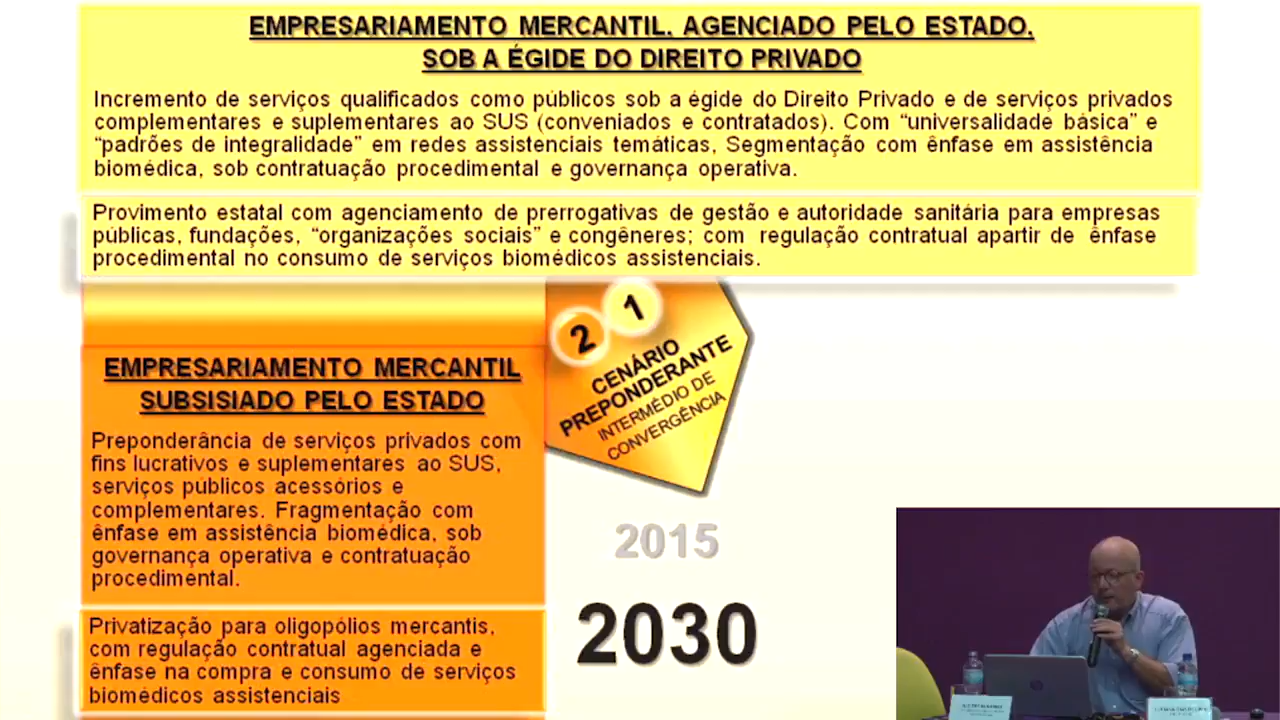 EMPRESARIAMENTO MERCANTIL, AGENCIADO PELO ESTADO,
SOB A ÉGIDE DO DIREITO PRIVADO
Incremento de serviços qualificados como públicos sob a égide do Direito Privado e de serviços privados
complementares e suplementares ao SUS (conveniados e contratados). Com “universalidade básica” e
“padrões de integralidade” em redes assistenciais temáticas, Segmentação com ênfase em assistência
biomédica, sob contratuação procedimental e governança operativa.
Provimento estatal com agenciamento de prerrogativas de gestão e autoridade sanitária para empresas
públicas, fundações, “organizações sociais” e congêneres; com regulação contratual apartir de ênfase
procedimental no consumo de serviços biomédicos assistenciais.
2 1
CENÁRIO
PREPONDERANTE
INTERMÉDIO DE
CONVERGÊNCIA
EMPRESARIAMENTO MERCANTIL
SUBSISIADO PELO ESTADO
Preponderância de serviços privados com
fins lucrativos e suplementares ao SUS,
serviços públicos acessórios e
complementares. Fragmentação com
ênfase em assistência biomédica, sob
governança operativa e contratuação
procedimental.
Privatização para oligopólios mercantis,
com regulação contratual agenciada e
ênfase na compra e consumo de serviços
biomédicos assistenciais
2015
2030